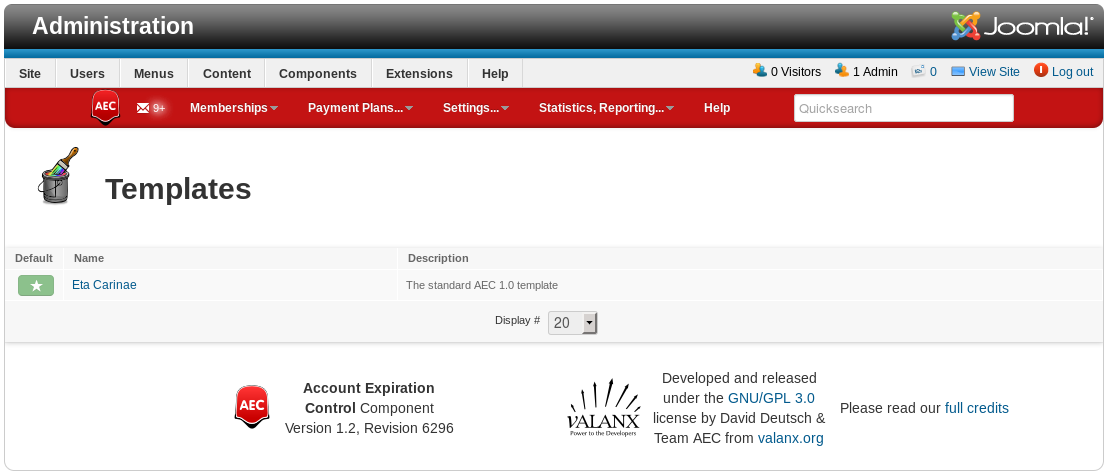 Administration
Joomla!
Site Users Menus Content Components Extensions Help 0 Visitors 1 Admin 0 View Site Log out
AEC 9+ Memberships Payment Plans... Settings... Statistics, Reporting... Help Quicksearch
Templates
Default Name Description
Eta Carinae The standard AEC 1.0 template
Display # 20
AEC
Account Expiration
Control Component
Version 1.2, Revision 6296
VALANX
Power to the Developers
Developed and released
under the GNU/GPL 3.0
license by David Deutsch &
Team AEC from valanx.org
Please read our full credits